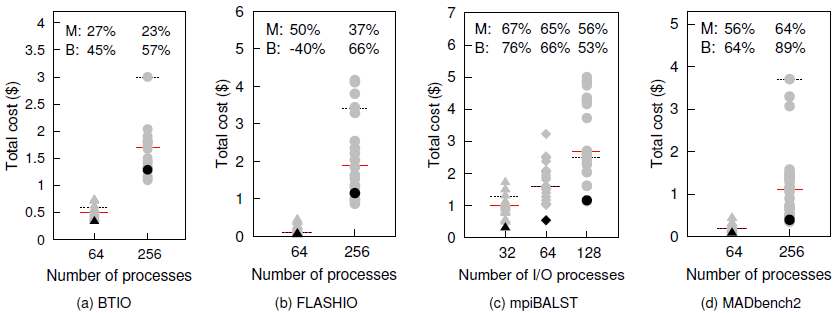 M: 27% 23%
B: 45% 57%
4
3.5
3
2.5
2
1.5
1
0.5
0
Total cost ($)
64 256
Number of processes
(a) BTIO
M: 50% 37%
B: -40% 66%
6
5
4
3
2
1
0
Total cost ($)
64 256
Number of processes
(b) FLASHIO
M: 67% 65% 56%
B: 76% 66% 53%
7
6
5
4
3
2
1
0
Total cost ($)
32 64 128
Number of I/O processes
(c) mpiBALST
M: 56% 64%
B: 64% 89%
5
4
3
2
1
0
Total cost ($)
64 256
Number of processes
(d) MADbench2